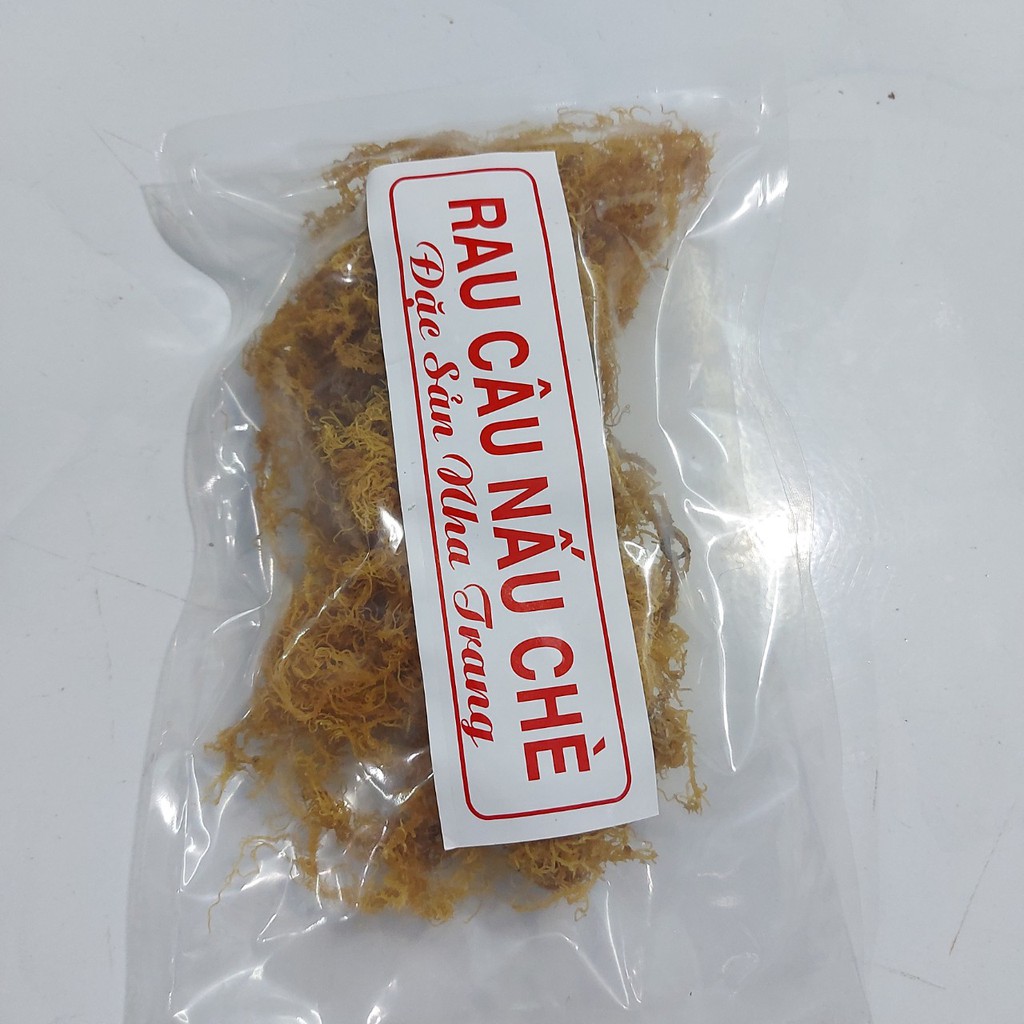 RAU CÂU NẤU CHÈ
Đặc Sản Nha Trang